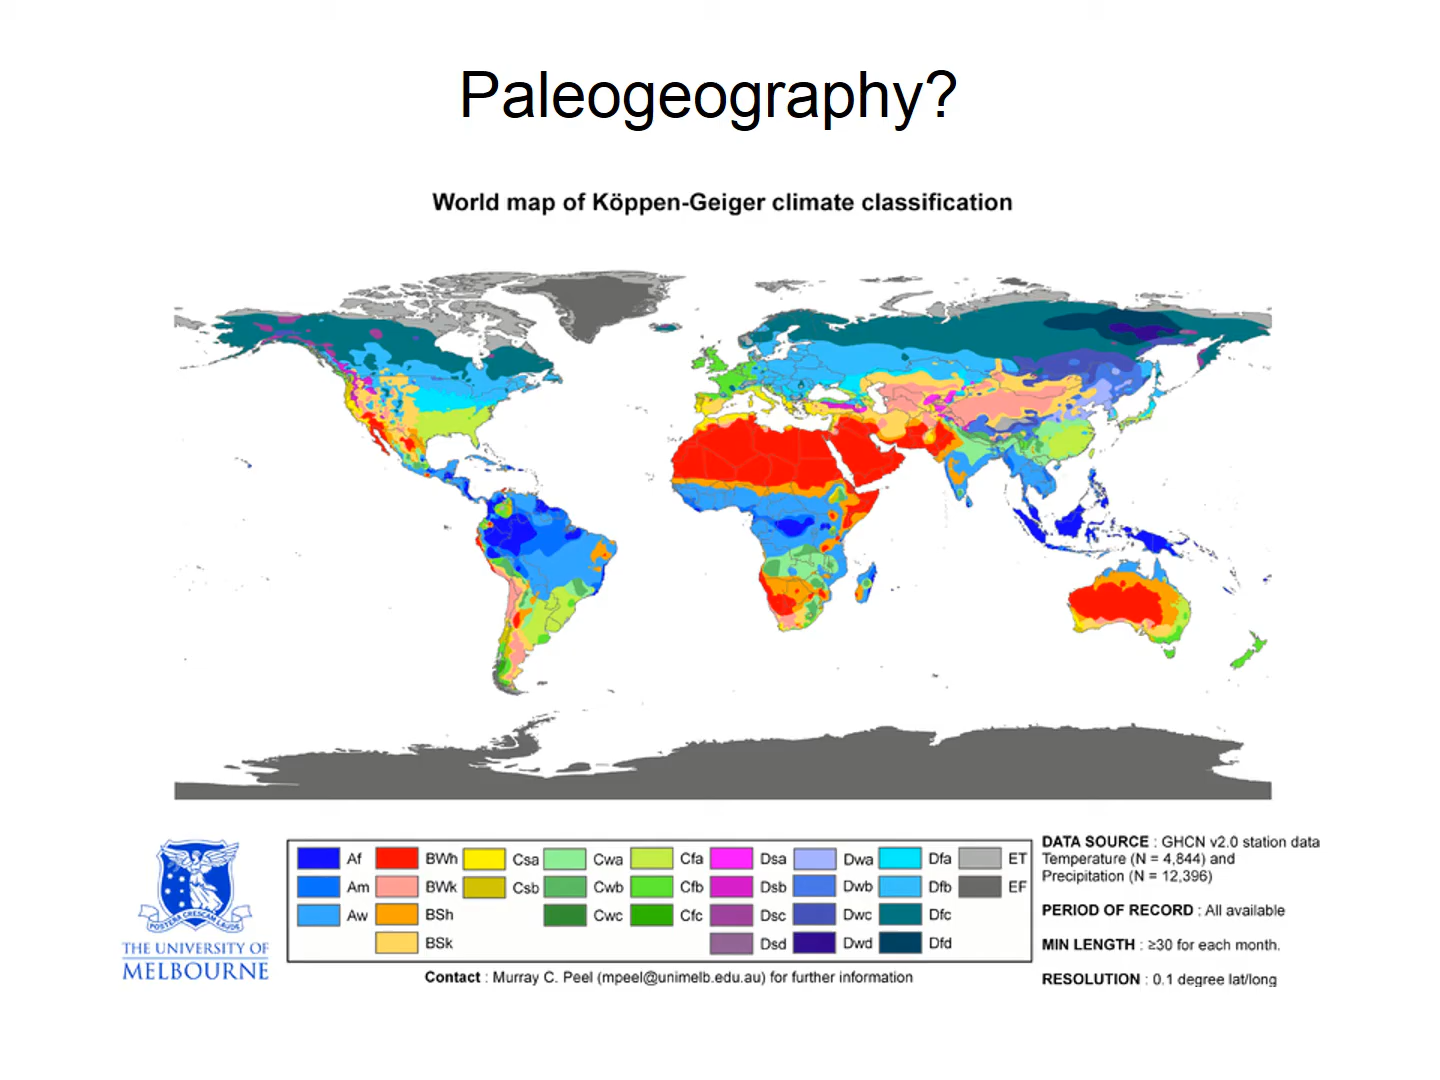 Paleogeography?
World map of Köppen-Geiger climate classification
THE UNIVERSITY OF
MELBOURNE
Af BWh Csa Cwa Cfa Dsa Dwa Dfa ET
Am BWk Csb Cwb Cfb Dsb Dwb Dfb EF
Aw BSh Cwc Cfc Dsc Dwc Dfc
BSk Dsd Dwd Dfd
Contact : Murray C. Peel (mpeel@unimelb.edu.au) for further information
DATA SOURCE : GHCN v2.0 station data
Temperature (N = 4,844) and
Precipitation (N = 12,396)
PERIOD OF RECORD : All available
MIN LENGTH : ≥30 for each month.
RESOLUTION : 0.1 degree lat/long